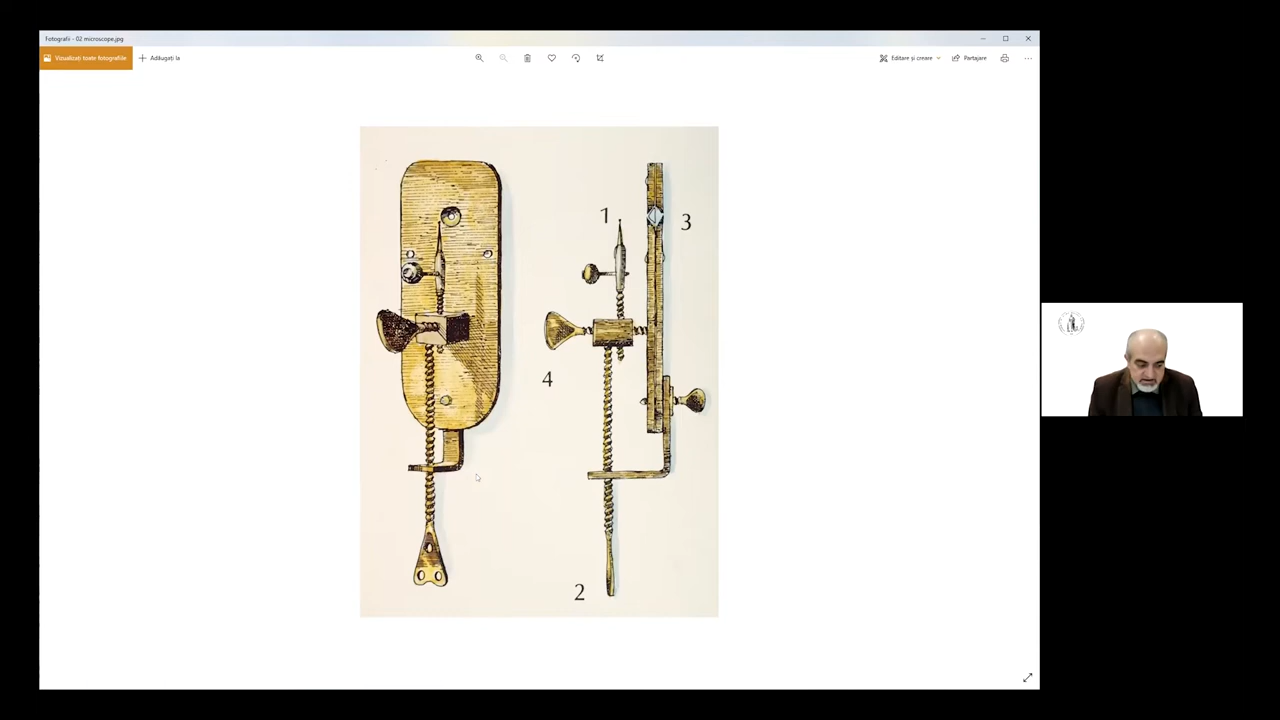 Fotografii - 02 microscope.jpg
Vizualizați toate fotografiile
Adăugați la
Editare și creare
Partajare
1
3
4
2